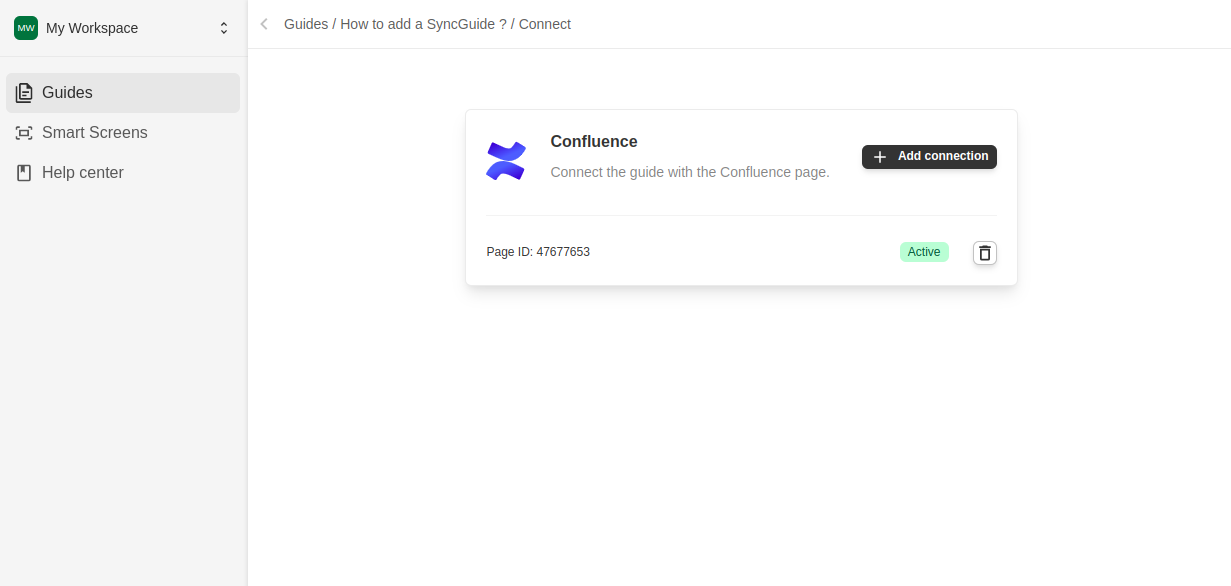 MW My Workspace
Guides / How to add a SyncGuide ? / Connect
Guides
Smart Screens
Help center
Confluence
Connect the guide with the Confluence page.
Add connection
Page ID: 47677653
Active